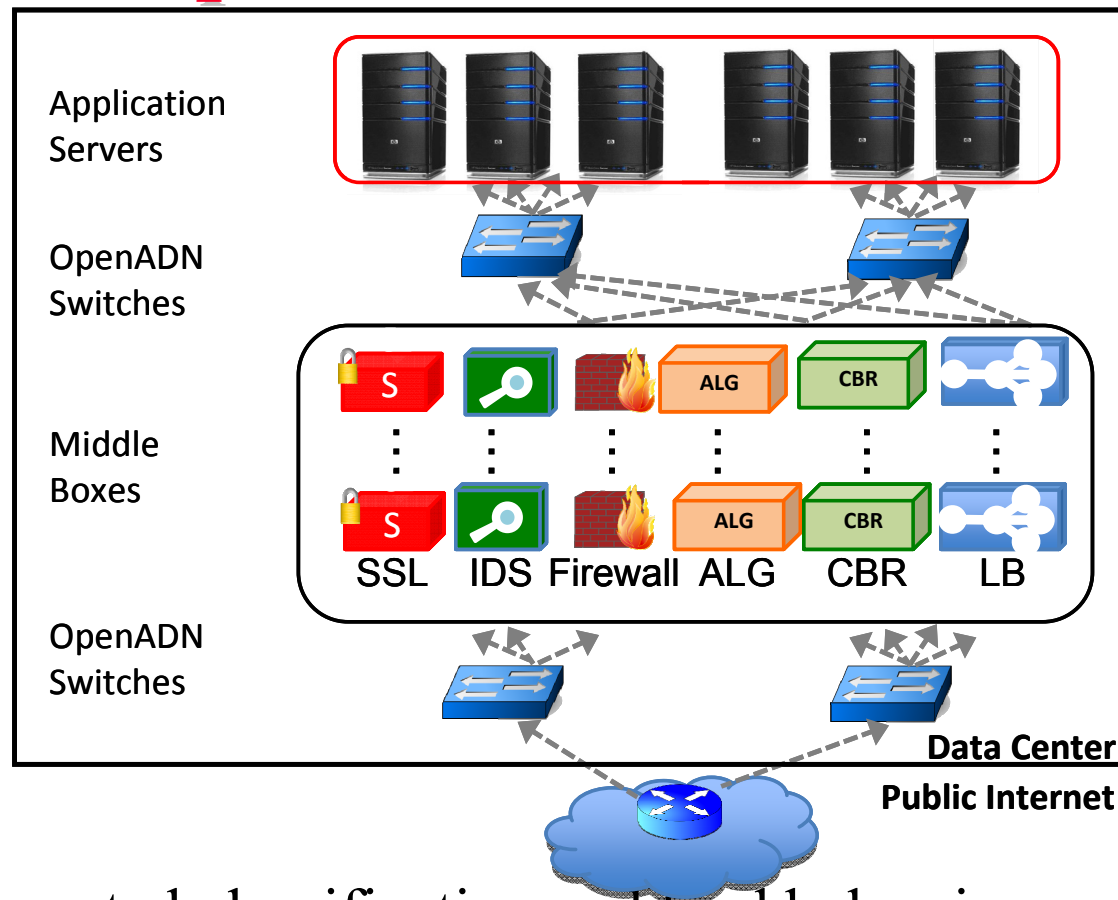 Application
Servers
OpenADN
Switches
S
ALG
CBR
Middle
Boxes
S
ALG
CBR
SSL IDS Firewall ALG CBR LB
OpenADN
Switches
Data Center
Public Internet